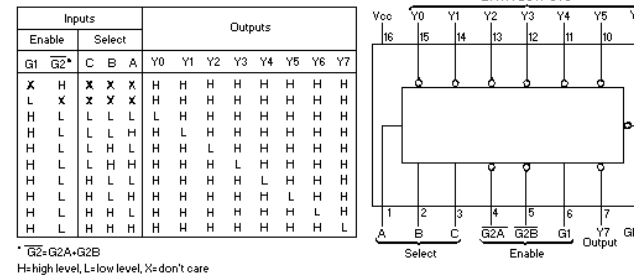 Inputs
Outputs
Enable Select
G1 G2* C B A Y0 Y1 Y2 Y3 Y4 Y5 Y6 Y7
X H X X X H H H H H H H H
L X X X X H H H H H H H H
H L L L L L H H H H H H H
H L L L H H L H H H H H H
H L L H L H H L H H H H H
H L L H H H H H L H H H H
H L H L L H H H H L H H H
H L H L H H H H H H L H H
H L H H L H H H H H H L H
H L H H H H H H H H H H L
* G2=G2A+G2B
H=high level, L=low level, X=don't care
Vcc Y0 Y1 Y2 Y3 Y4 Y5
16 15 14 13 12 11 10
1 2 3 4 5 6 7
A B C G2A G2B G1 Y7
Output
Select Enable